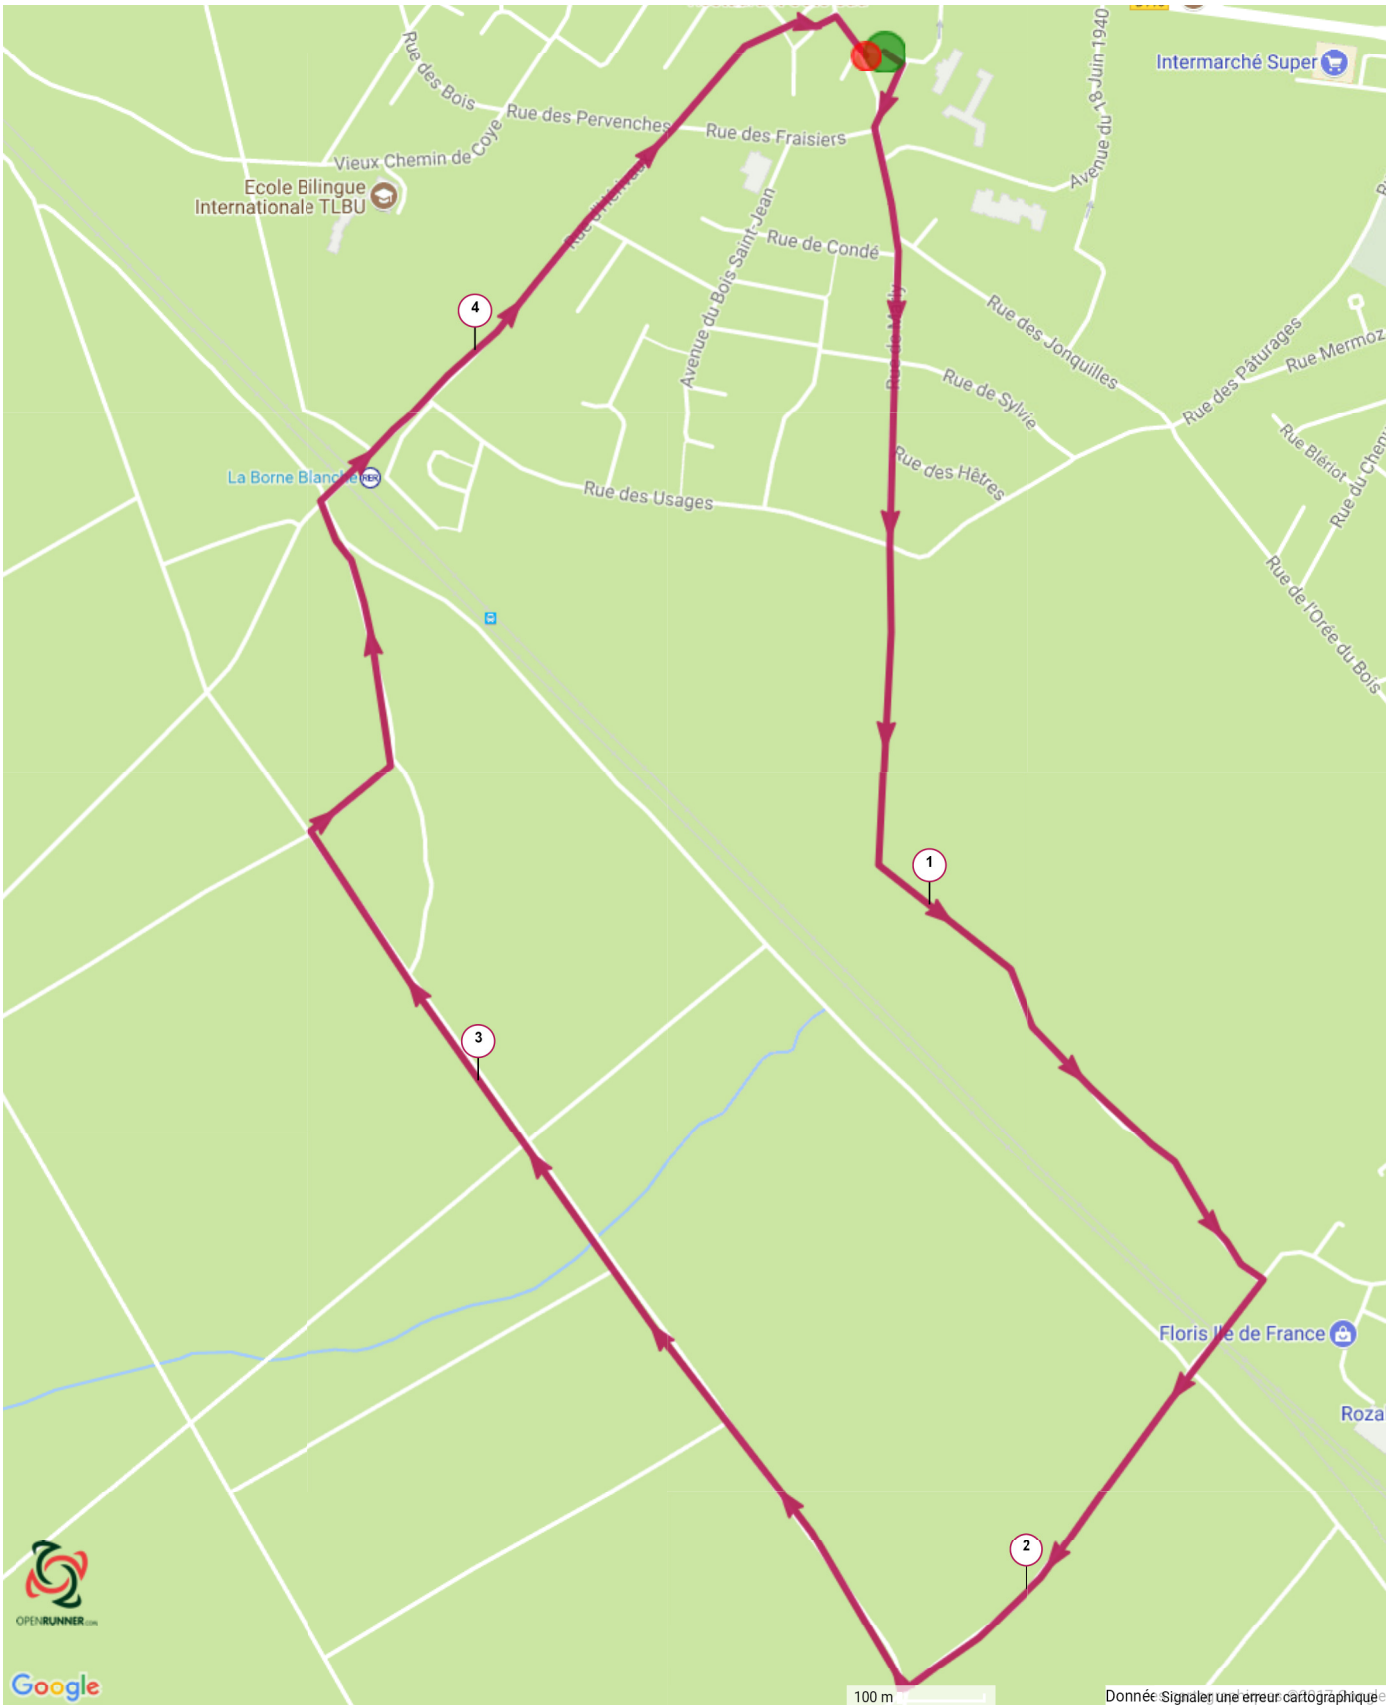 Rue des Bois
Rue des Pervenches
Rue des Fraisiers
Vieux Chemin de Coye
Ecole Bilingue
Internationale TLBU
Intermarché Super
Avenue du 18 Juin 1940
Rue de Condé
Avenue du Bois Saint-Jean
Rue des Jonquilles
Rue des Pâturages
Rue Mermoz
4
Rue de Sylvie
Rue Blériot
La Borne Blanche
RER
Rue des Usages
Rue des Hêtres
Rue de l'Orée du Bois
1
3
Floris Ile de France
Roza
2
OPENRUNNER.COM
Google
100 m
Signaler une erreur cartographique